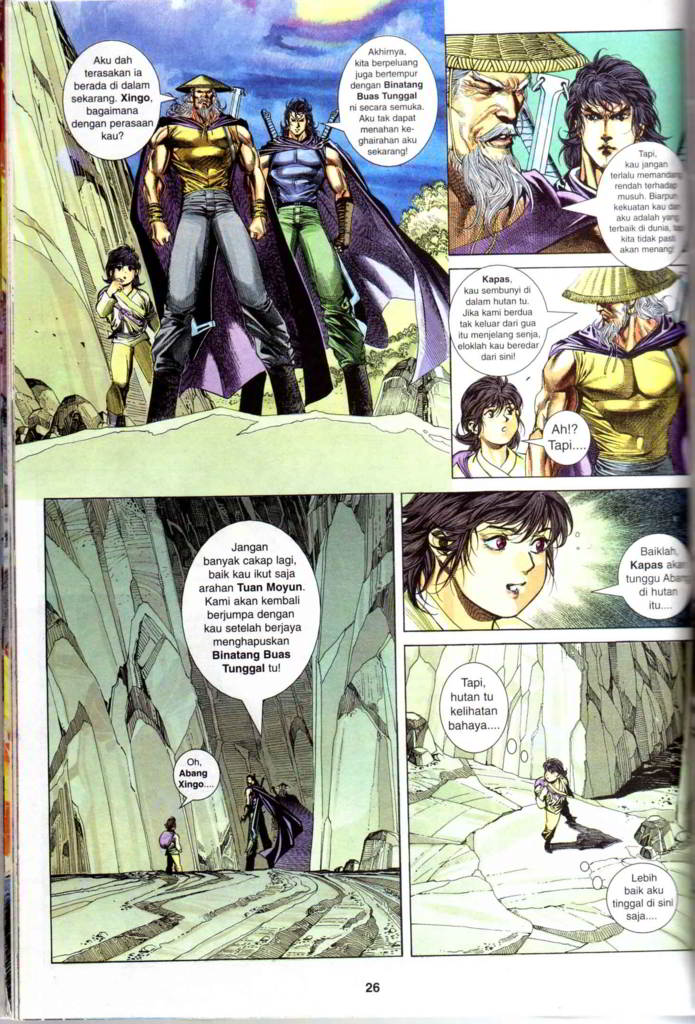 Aku dah
terasakan ia
berada di dalam
sekarang. Xingo,
bagaimana
dengan perasaan
kau?
Akhirnya,
kita berpeluang
juga bertempur
dengan Binatang
Buas Tunggal
ni secara semuka.
Aku tak dapat
menahan ke-
ghairahan aku
sekarang!
Tapi,
kau jangan
terlalu memandang
rendah terhadap
musuh. Biarpun
kekuatan kau dan
aku adalah yang
terbaik di dunia,
kita tidak pasti
akan menang!
Kapas,
kau sembunyi di
dalam hutan tu.
Jika kami berdua
tak keluar dari gua
itu menjelang senja,
eloklah kau beredar
dari sini!
Ah!?
Tapi....
Jangan
banyak cakap lagi,
baik kau ikut saja
arahan Tuan Moyun.
Kami akan kembali
berjumpa dengan
kau setelah berjaya
menghapuskan
Binatang Buas
Tunggal tu!
Oh,
Abang
Xingo....
Baiklah,
Kapas akan
tunggu Abang
di hutan
itu....
Tapi,
hutan tu
kelihatan
bahaya....
Lebih
baik aku
tinggal di sini
saja....
26